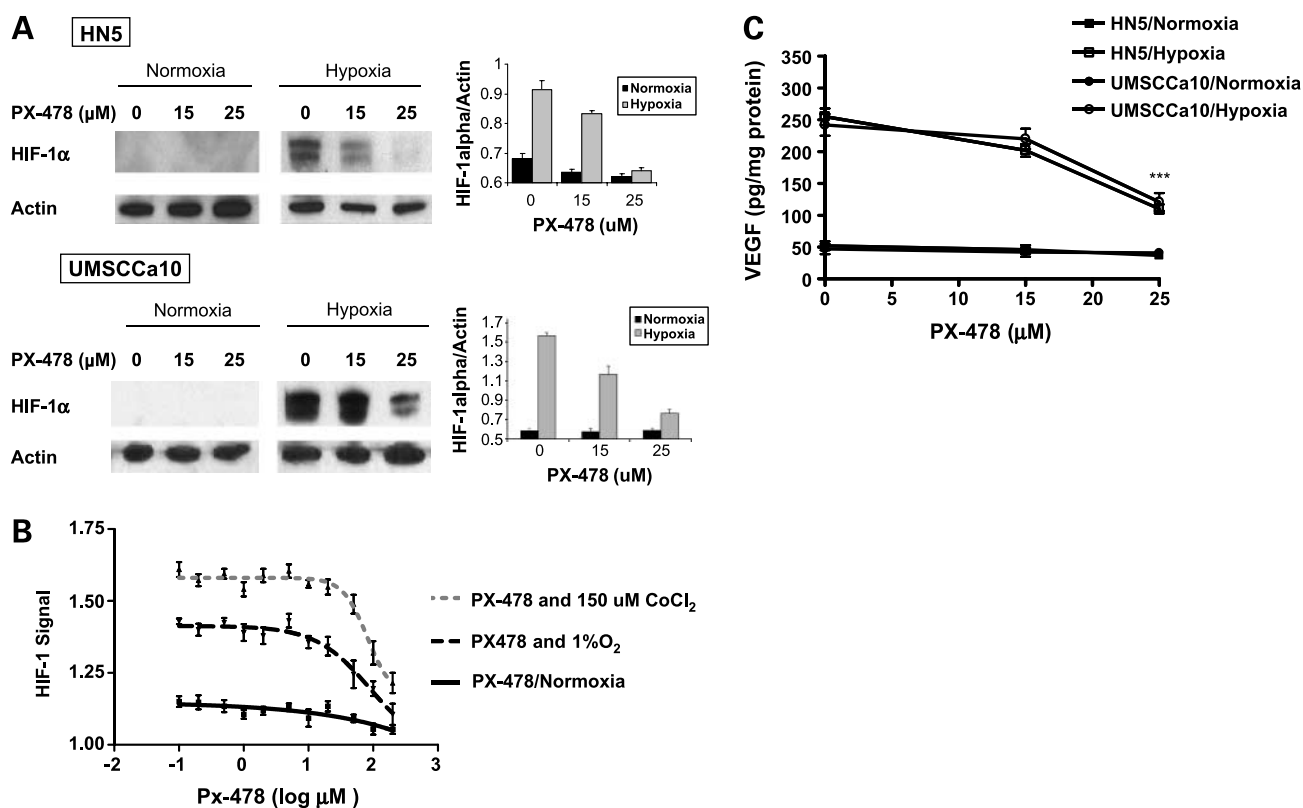 A
HN5
Normoxia
Hypoxia
PX-478 (µM)
0 15 25
0 15 25
HIF-1α
Actin
HIF-1alpha/Actin
1
0.9
0.8
0.7
0.6
Normoxia
Hypoxia
0 15 25
PX-478 (uM)
UMSCCa10
Normoxia
Hypoxia
PX-478 (µM)
0 15 25
0 15 25
HIF-1α
Actin
HIF-1alpha/Actin
1.7
1.5
1.3
1.1
0.9
0.7
0.5
Normoxia
Hypoxia
0 15 25
PX-478 (uM)
B
HIF-1 Signal
1.75
1.50
1.25
1.00
-2 -1 0 1 2 3
Px-478 (log µM )
PX-478 and 150 uM CoCl₂
PX478 and 1%O₂
PX-478/Normoxia
C
HN5/Normoxia
HN5/Hypoxia
UMSCCa10/Normoxia
UMSCCa10/Hypoxia
VEGF (pg/mg protein)
350
300
250
200
150
100
50
0
***
0 5 10 15 20 25
PX-478 (µM)